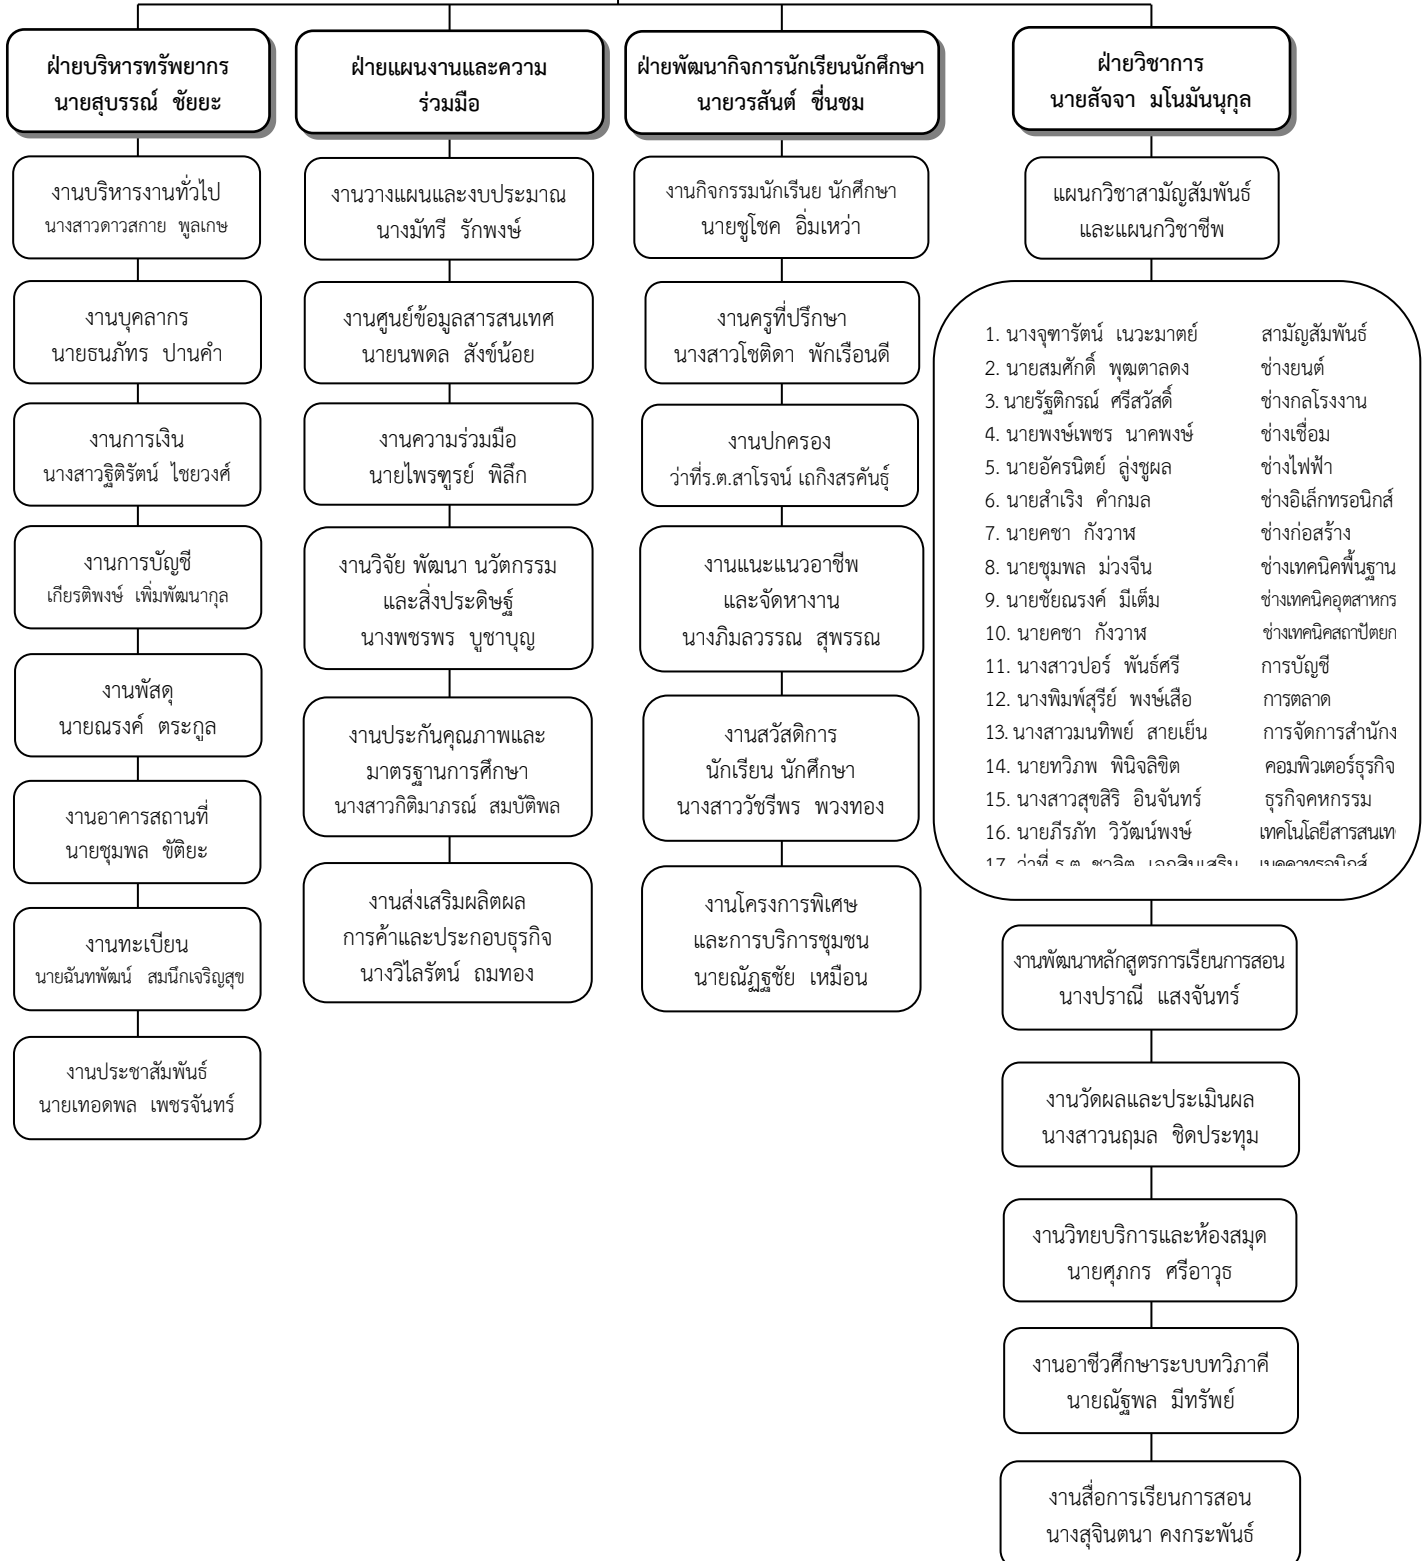 ฝ่ายบริหารทรัพยากร
นายสุบรรณ์ ชัยยะ
งานบริหารงานทั่วไป
นางสาวดาวสกาย พูลเกษ
งานบุคลากร
นายธนภัทร ปานคำ
งานการเงิน
นางสาวฐิติรัตน์ ไชยวงศ์
งานการบัญชี
เกียรติพงษ์ เพิ่มพัฒนากุล
งานพัสดุ
นายณรงค์ ตระกูล
งานอาคารสถานที่
นายชุมพล ขัติยะ
งานทะเบียน
นายฉันทพัฒน์ สมนึกเจริญสุข
งานประชาสัมพันธ์
นายเทอดพล เพชรจันทร์
ฝ่ายแผนงานและความ
ร่วมมือ
งานวางแผนและงบประมาณ
นางมัทรี รักพงษ์
งานศูนย์ข้อมูลสารสนเทศ
นายนพดล สังข์น้อย
งานความร่วมมือ
นายไพรฑูรย์ พิลึก
งานวิจัย พัฒนา นวัตกรรม
และสิ่งประดิษฐ์
นางพชรพร บูชาบุญ
งานประกันคุณภาพและ
มาตรฐานการศึกษา
นางสาวกิติมาภรณ์ สมบัติพล
งานส่งเสริมผลิตผล
การค้าและประกอบธุรกิจ
นางวิไลรัตน์ ถมทอง
ฝ่ายพัฒนากิจการนักเรียนนักศึกษา
นายวรสันต์ ชื่นชม
งานกิจกรรมนักเรีนย นักศึกษา
นายชูโชค อิ่มเหว่า
งานครูที่ปรึกษา
นางสาวโชติดา พักเรือนดี
งานปกครอง
ว่าที่ร.ต.สาโรจน์ เถกิงสรคันธุ์
งานแนะแนวอาชีพ
และจัดหางาน
นางภิมลวรรณ สุพรรณ
งานสวัสดิการ
นักเรียน นักศึกษา
นางสาววัชรีพร พวงทอง
งานโครงการพิเศษ
และการบริการชุมชน
นายณัฏฐชัย เหมือน
ฝ่ายวิชาการ
นายสัจจา มโนมันนุกุล
แผนกวิชาสามัญสัมพันธ์
และแผนกวิชาชีพ
1. นางจุฑารัตน์ เนวะมาตย์ สามัญสัมพันธ์
2. นายสมศักดิ์ พุฒตาลดง ช่างยนต์
3. นายรัฐติกรณ์ ศรีสวัสดิ์ ช่างกลโรงงาน
4. นายพงษ์เพชร นาคพงษ์ ช่างเชื่อม
5. นายอัครนิตย์ ลู่งชูผล ช่างไฟฟ้า
6. นายสำเริง คำกมล ช่างอิเล็กทรอนิกส์
7. นายคชา กังวาฬ ช่างก่อสร้าง
8. นายชุมพล ม่วงจีน ช่างเทคนิคพื้นฐาน
9. นายชัยณรงค์ มีเต็ม ช่างเทคนิคอุตสาหกร
10. นายคชา กังวาฬ ช่างเทคนิคสถาปัตยก
11. นางสาวปอร์ พันธ์ศรี การบัญชี
12. นางพิมพ์สุรีย์ พงษ์เสือ การตลาด
13. นางสาวมนทิพย์ สายเย็น การจัดการสำนักง
14. นายทวิภพ พินิจลิขิต คอมพิวเตอร์ธุรกิจ
15. นางสาวสุขสิริ อินจันทร์ ธุรกิจคหกรรม
16. นายภีรภัท วิวัฒน์พงษ์ เทคโนโลยีสารสนเท
งานพัฒนาหลักสูตรการเรียนการสอน
นางปราณี แสงจันทร์
งานวัดผลและประเมินผล
นางสาวนฤมล ชิดประทุม
งานวิทยบริการและห้องสมุด
นายศุภกร ศรีอาวุธ
งานอาชีวศึกษาระบบทวิภาคี
นายณัฐพล มีทรัพย์
งานสื่อการเรียนการสอน
นางสุจินตนา คงกระพันธ์